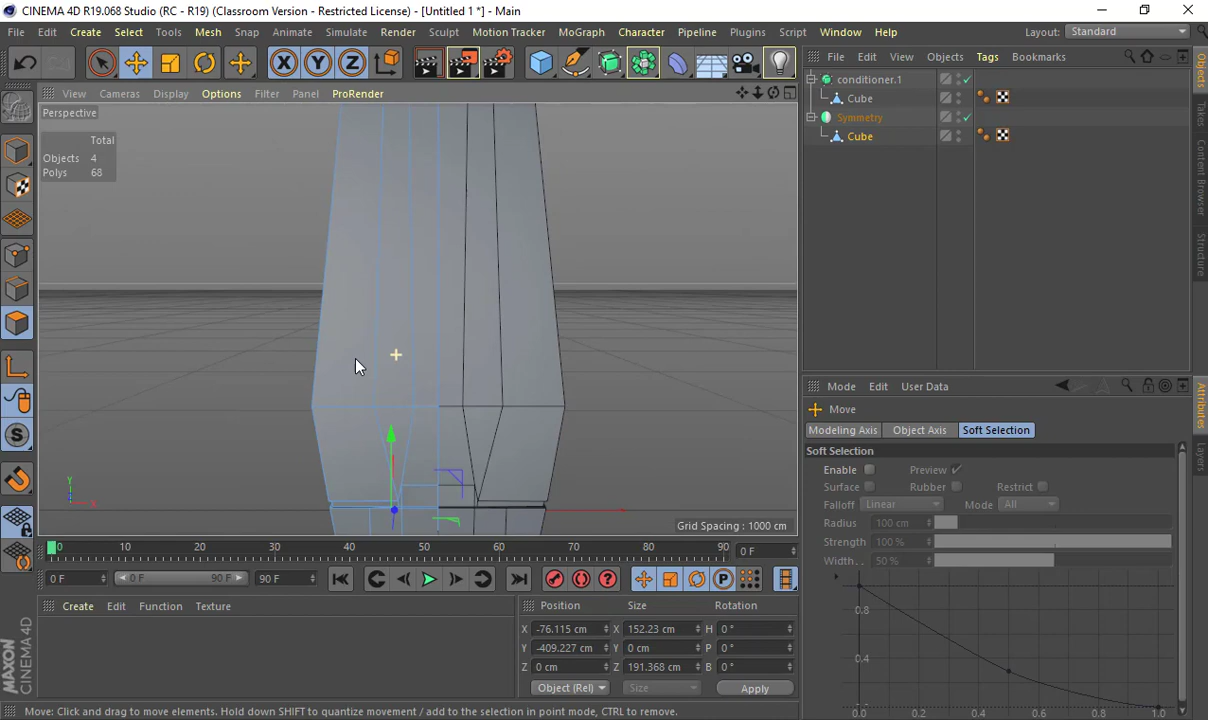 CINEMA 4D R19.068 Studio (RC - R19) (Classroom Version - Restricted License) - [Untitled 1 *] - Main
File Edit Create Select Tools Mesh Snap Animate Simulate Render Sculpt Motion Tracker MoGraph Character Pipeline Plugins Script Window Help Layout: Standard
X Y Z
File Edit View Objects Tags Bookmarks
View Cameras Display Options Filter Panel ProRender
Perspective
Total
Objects 4
Polys 68
conditioner.1
Cube
Symmetry
Cube
Objects
Takes
Content Browser
Structure
Mode Edit User Data
Move
Modeling Axis Object Axis Soft Selection
Soft Selection
Enable Preview
Surface Rubber Restrict
Falloff Linear Mode All
Radius 100 cm
Strength 100 %
Width 50 %
0.8
0.4
0.0 0.2 0.4 0.6 0.8 1.0
Attributes
Layers
Y
X
Grid Spacing : 1000 cm
0 10 20 30 40 50 60 70 80 90 0 F
0 F 0 F 90 F 90 F
P
Create Edit Function Texture
Position Size Rotation
X -76.115 cm X 152.23 cm H 0 °
Y -409.227 cm Y 0 cm P 0 °
Z 0 cm Z 191.368 cm B 0 °
Object (Rel) Size Apply
MAXON CINEMA 4D
Move: Click and drag to move elements. Hold down SHIFT to quantize movement / add to the selection in point mode, CTRL to remove.